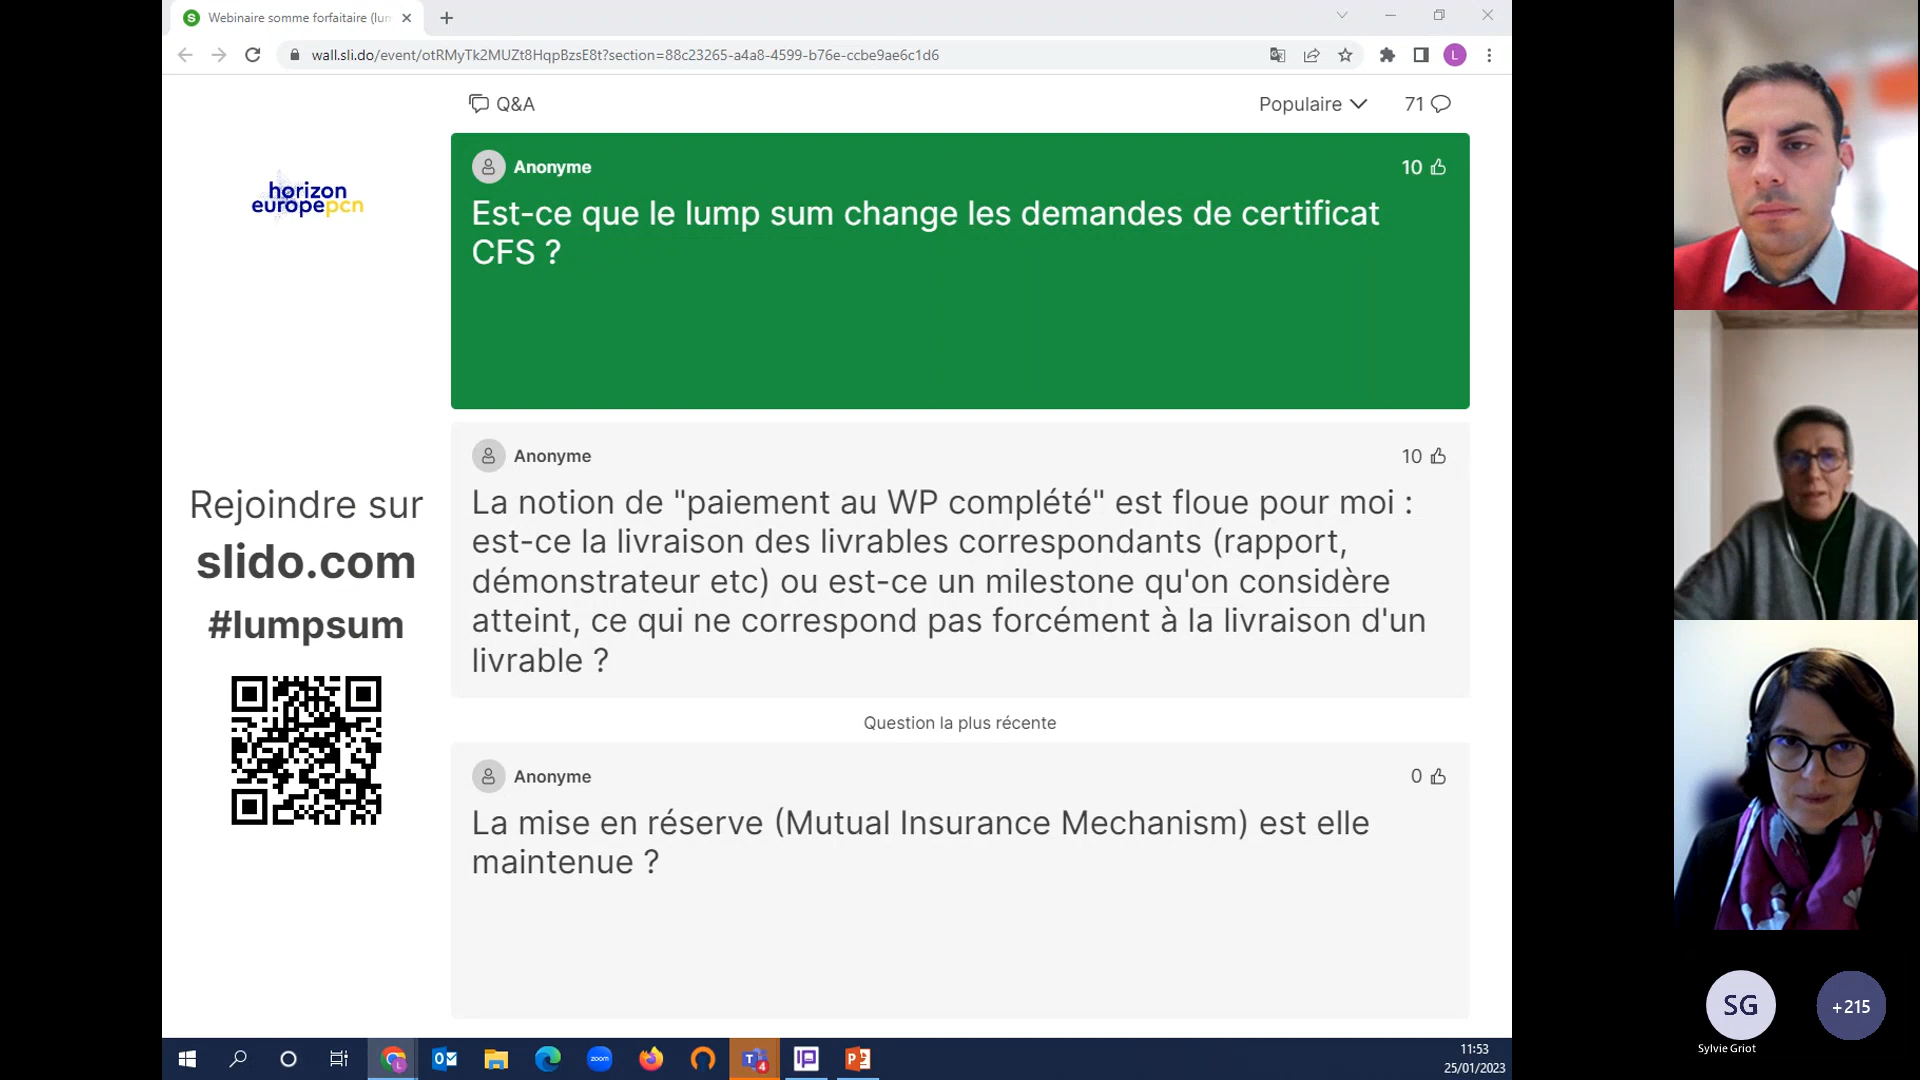 Webinaire somme forfaitaire (lun
wall.sli.do/event/otRMyTk2MUZt8HqpBzsE8t?section=88c23265-a4a8-4599-b76e-ccbe9ae6c1d6
L
Q&A
Populaire
71
horizon
europepcn
Anonyme
10
Est-ce que le lump sum change les demandes de certificat
CFS ?
Anonyme
10
La notion de "paiement au WP complété" est floue pour moi :
est-ce la livraison des livrables correspondants (rapport,
démonstrateur etc) ou est-ce un milestone qu'on considère
atteint, ce qui ne correspond pas forcément à la livraison d'un
livrable ?
Rejoindre sur
slido.com
#lumpsum
Question la plus récente
Anonyme
0
La mise en réserve (Mutual Insurance Mechanism) est elle
maintenue ?
SG
+215
Sylvie Griot
zoom
4
11:53
25/01/2023